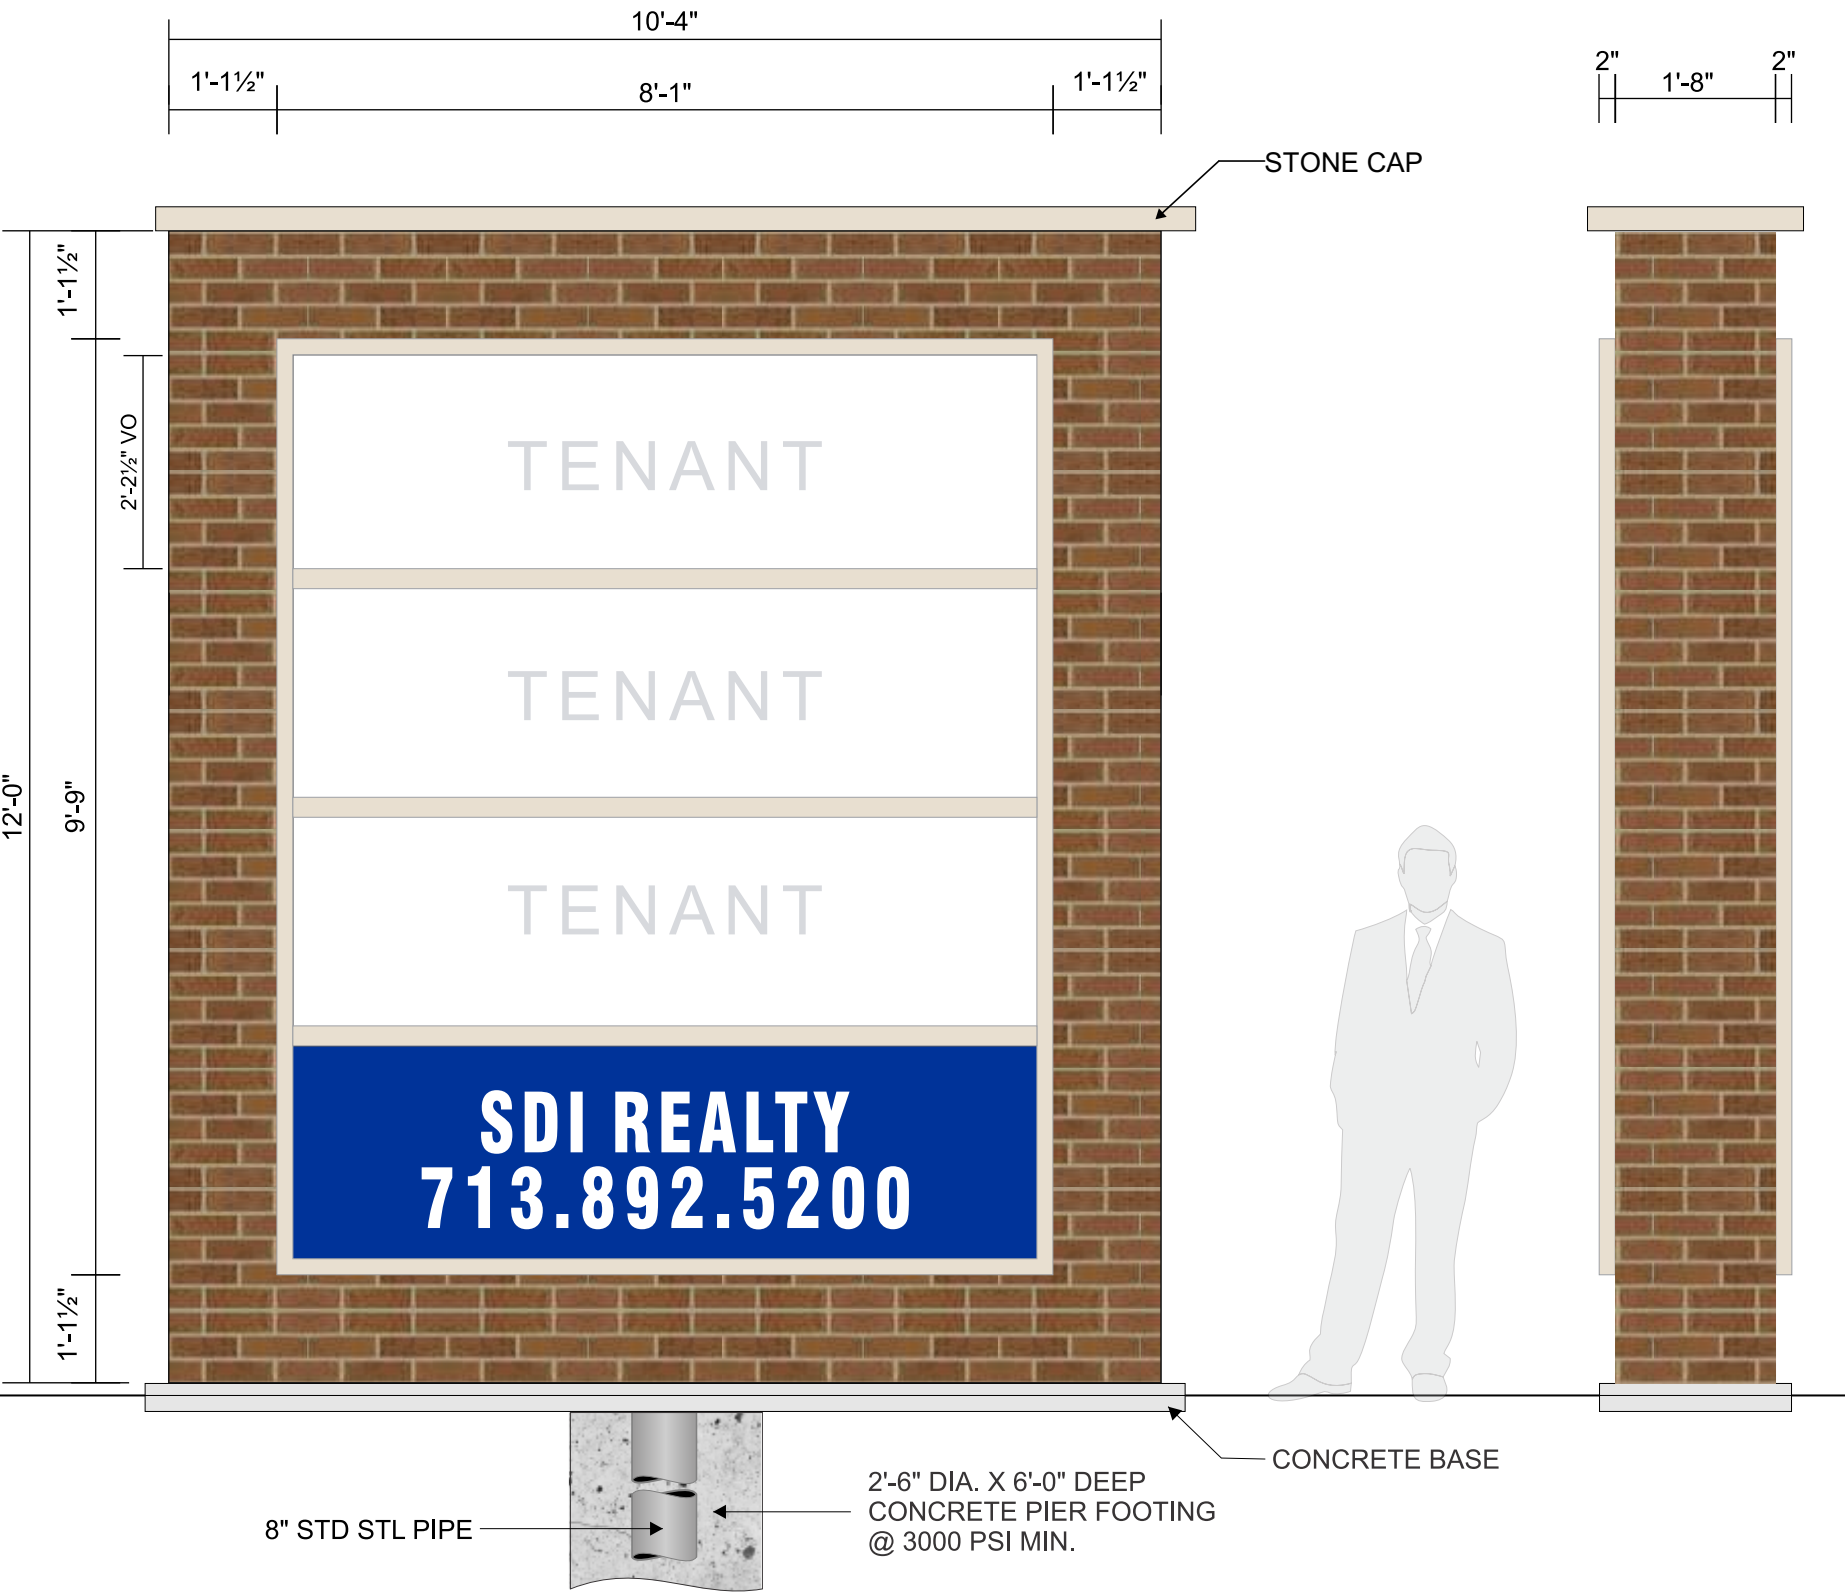 10'-4"
1'-1½"
8'-1"
1'-1½"
2"
1'-8"
2"
STONE CAP
1'-1½"
2'-2½" VO
12'-0"
9'-9"
1'-1½"
TENANT
TENANT
TENANT
SDI REALTY
713.892.5200
CONCRETE BASE
8" STD STL PIPE
2'-6" DIA. X 6'-0" DEEP
CONCRETE PIER FOOTING
@ 3000 PSI MIN.